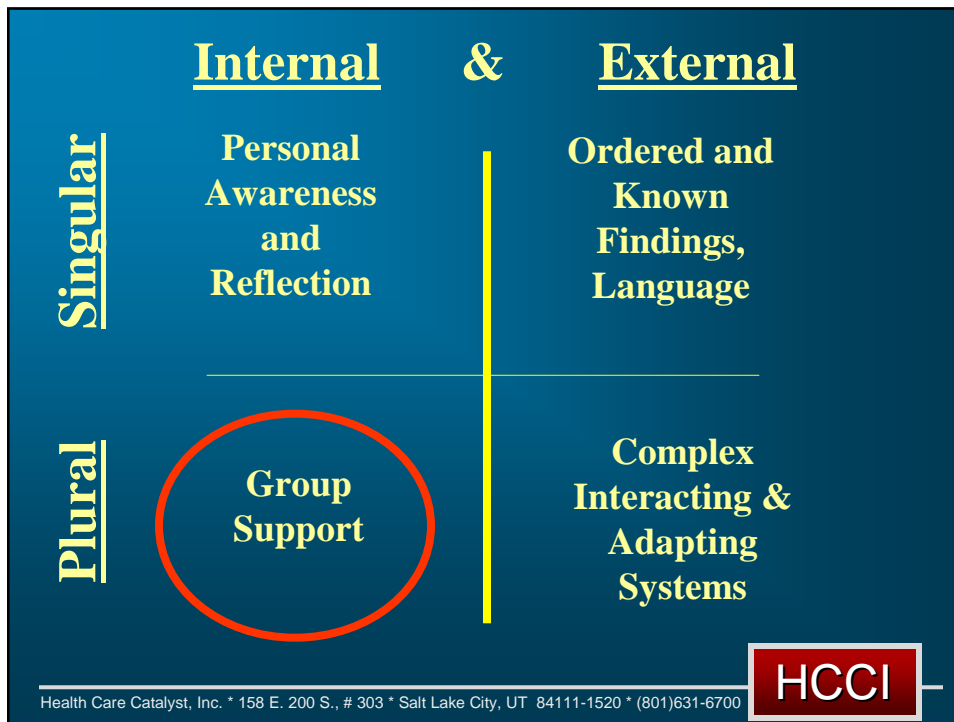 Internal & External
Singular
Personal
Awareness
and
Reflection
Ordered and
Known
Findings,
Language
Plural
Group
Support
Complex
Interacting &
Adapting
Systems
Health Care Catalyst, Inc. * 158 E. 200 S., # 303 * Salt Lake City, UT 84111-1520 * (801)631-6700
HCCI